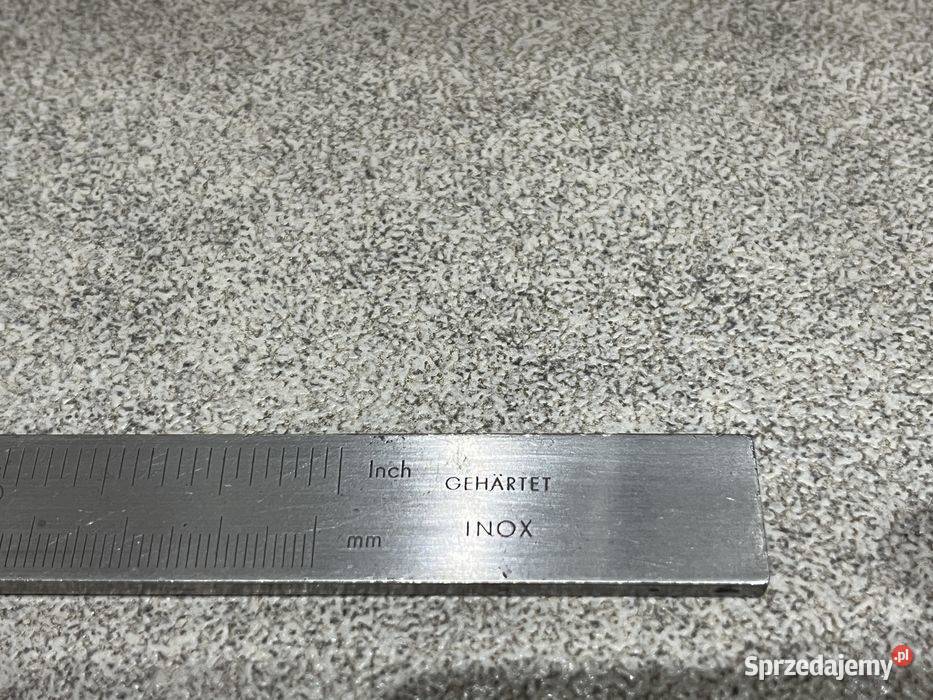 Inch
GEHÄRTET
mm
INOX
Sprzedajemy.pl